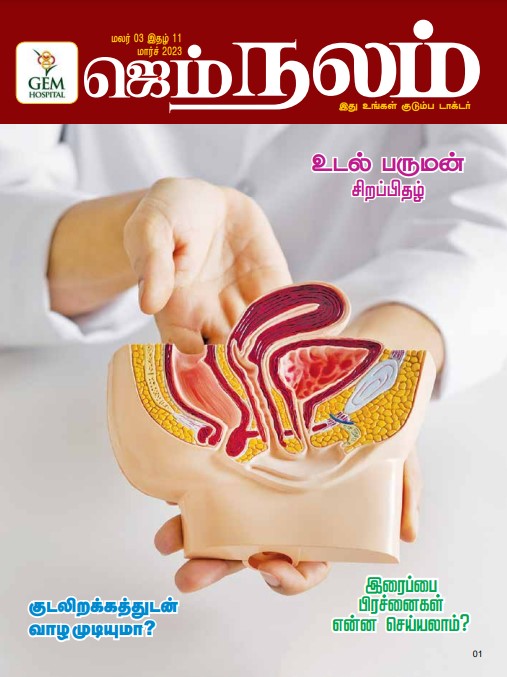 மலர் 03 இதழ் 11
மார்ச் 2023
GEM
HOSPITAL
ஜெம்நலம்
இது உங்கள் குடும்ப டாக்டர்
உடல் பருமன்
சிறப்பிதழ்
குடலிறக்கத்துடன்
வாழ முடியுமா?
இரைப்பை
பிரச்னைகள்
என்ன செய்யலாம்?
01